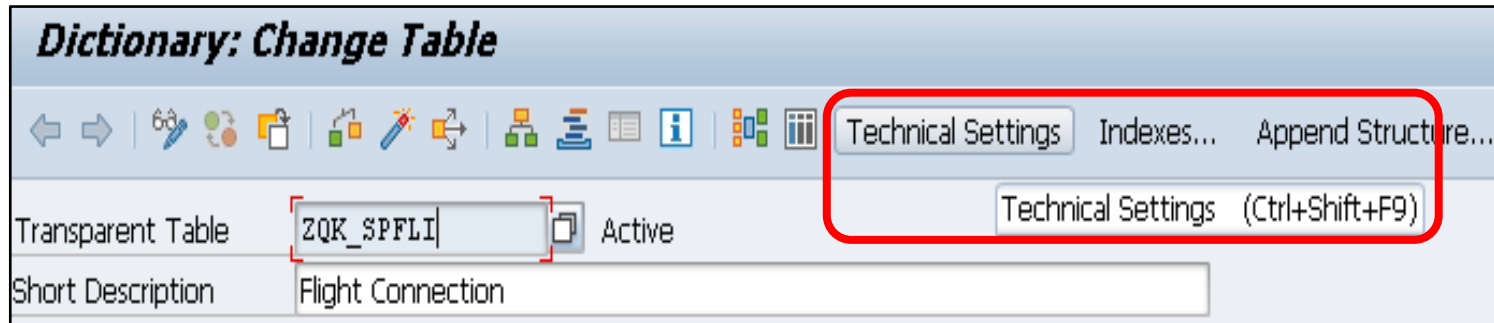 Dictionary: Change Table
Technical Settings Indexes... Append Structure...
Technical Settings (Ctrl+Shift+F9)
Transparent Table ZQK_SPFLI Active
Short Description Flight Connection